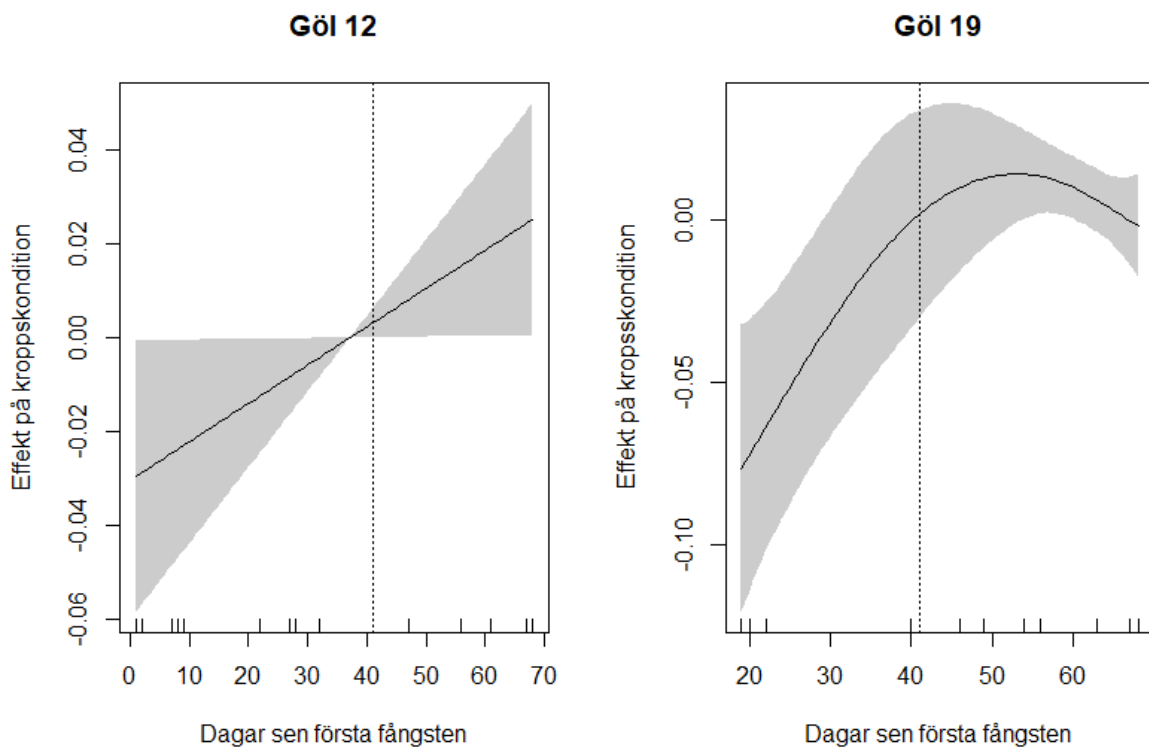 Göl 12
Effekt på kroppskondition
0.04
0.02
0.00
-0.02
-0.04
-0.06
0 10 20 30 40 50 60 70
Dagar sen första fångsten
Göl 19
Effekt på kropsskondition
0.00
-0.05
-0.10
20 30 40 50 60
Dagar sen första fångsten